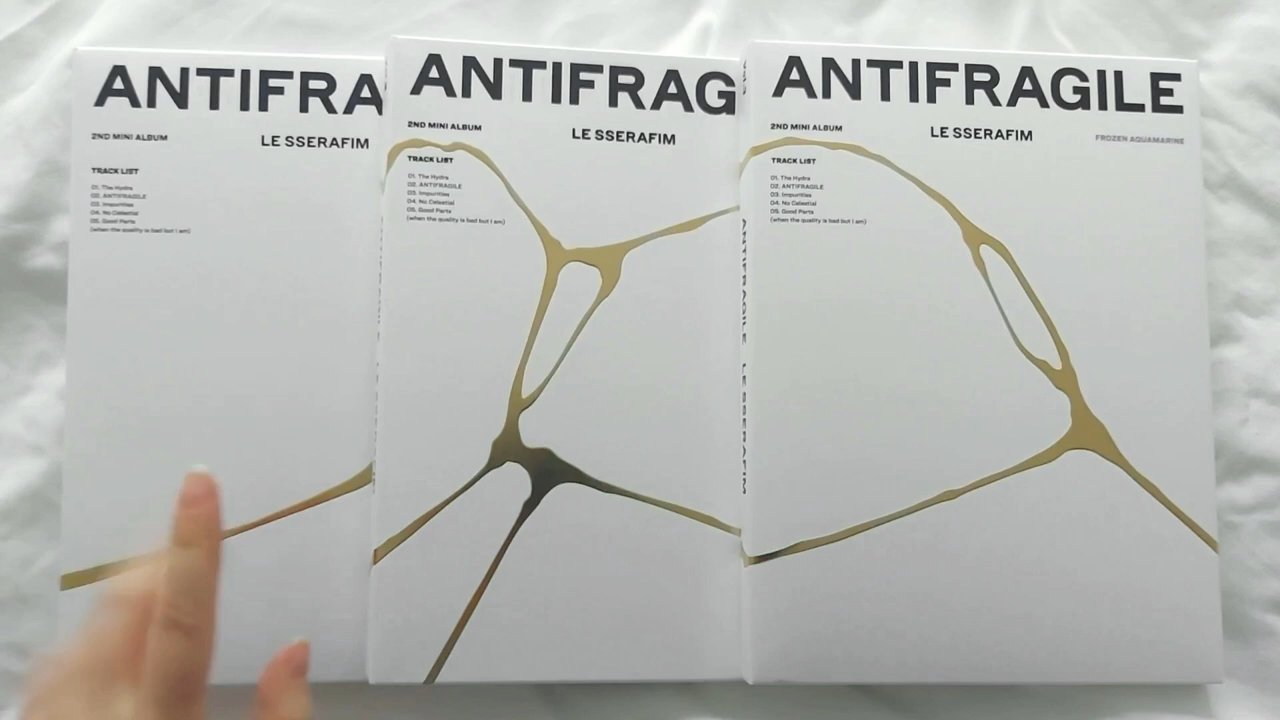 ANTIFRA
2ND MINI ALBUM
LE SSERAFIM
TRACK LIST
01. The Hydra
02. ANTIFRAGILE
03. Impurities
04. No Celestial
05. Good Parts
(when the quality is bad but I am)
ANTIFRAG
2ND MINI ALBUM
LE SSERAFIM
TRACK LIST
01. The Hydra
02. ANTIFRAGILE
03. Impurities
04. No Celestial
05. Good Parts
(when the quality is bad but I am)
ANTIFRAGILE LE SSERAFIM
ANTIFRAGILE
2ND MINI ALBUM
LE SSERAFIM
FROZEN AQUAMARINE
TRACK LIST
01. The Hydra
02. ANTIFRAGILE
03. Impurities
04. No Celestial
05. Good Parts
(when the quality is bad but I am)